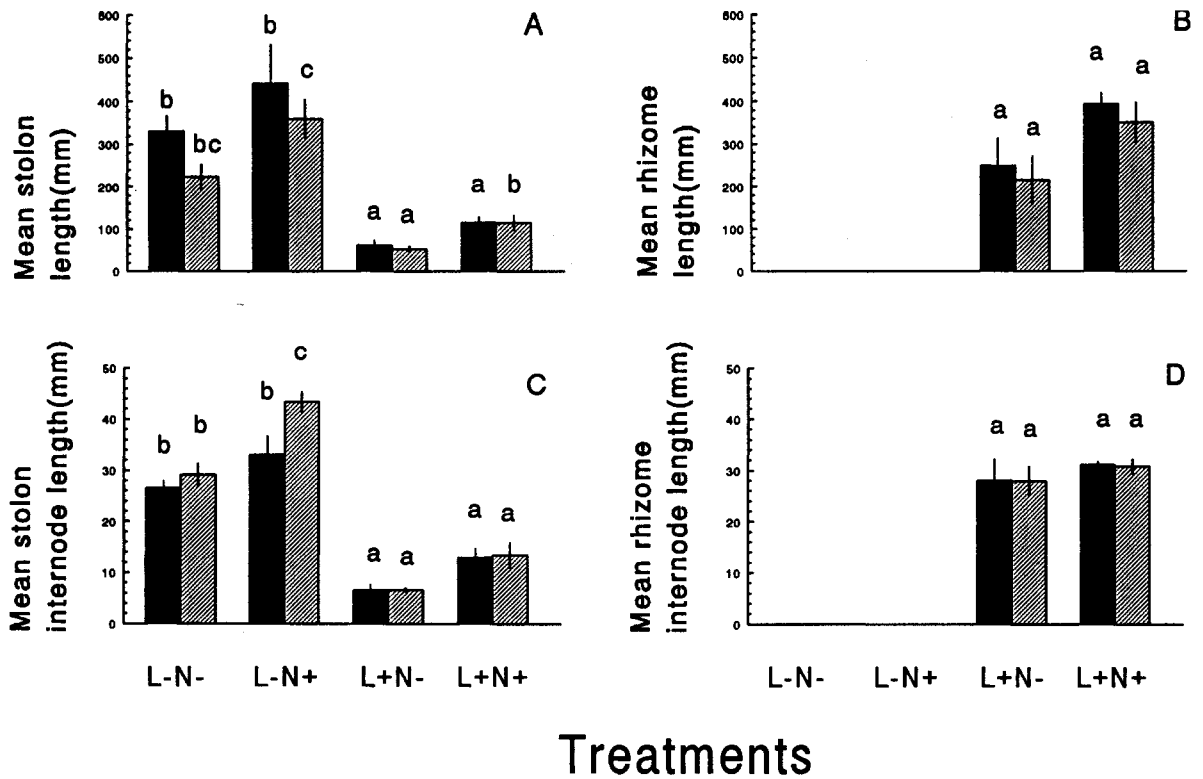 A
Mean stolon
length(mm)
600
500
400
300
200
100
0
b
bc
b
c
a
a
a
b
B
Mean rhizome
length(mm)
600
500
400
300
200
100
0
a
a
a
a
C
Mean stolon
internode length(mm)
50
40
30
20
10
0
b
b
b
c
a
a
a
a
L-N-
L-N+
L+N-
L+N+
D
Mean rhizome
internode length(mm)
50
40
30
20
10
0
a
a
a
a
L-N-
L-N+
L+N-
L+N+
Treatments